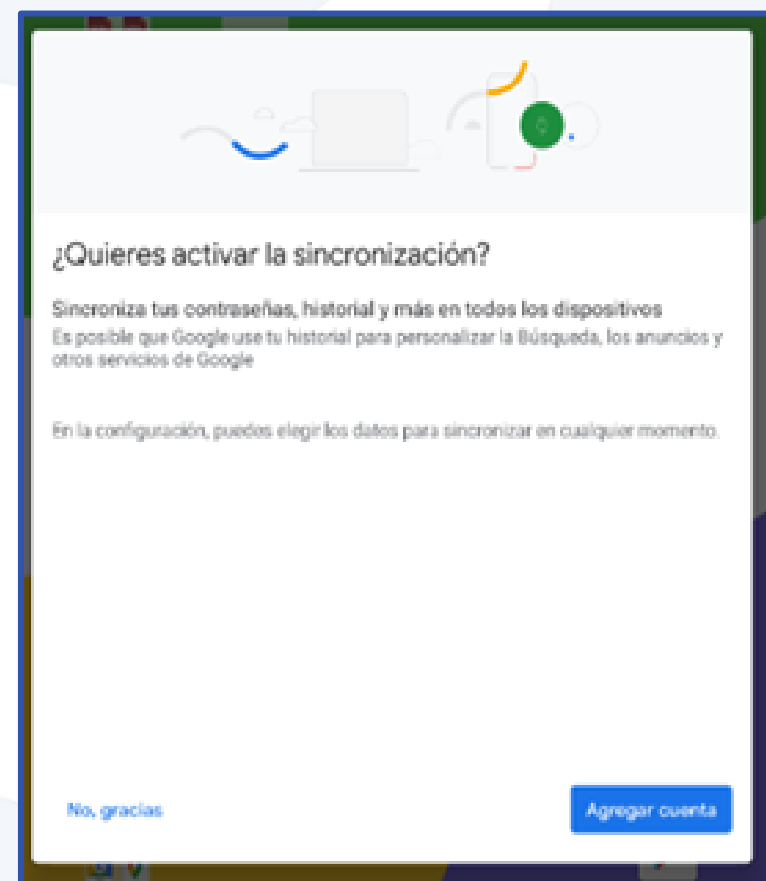 ¿Quieres activar la sincronización?
Sincroniza tus contraseñas, historial y más en todos los dispositivos
Es posible que Google use tu historial para personalizar la Búsqueda, los anuncios y
otros servicios de Google
En la configuración, puedes elegir los datos para sincronizar en cualquier momento.
No, gracias
Agregar cuenta